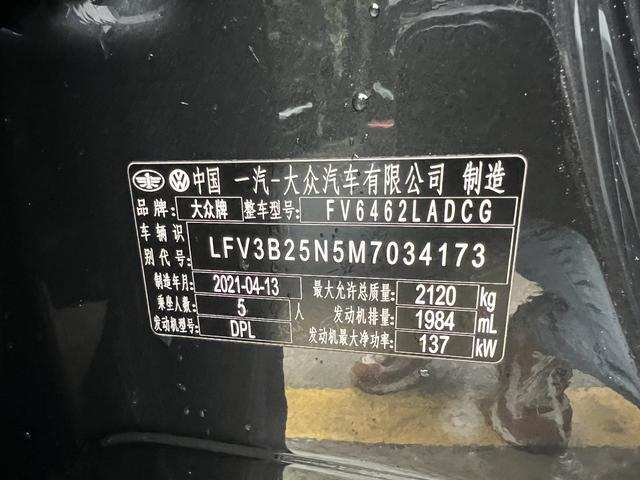 中国 一汽-大众汽车有限公司 制造
品牌: 大众牌 整车型号: FV6462LADCG
车辆识别代号: LFV3B25N5M7034173
制造年月: 2021-04-13 最大允许总质量: 2120 kg
乘坐人数: 5 人 发动机排量: 1984 mL
发动机型号: DPL 发动机最大净功率: 137 kW